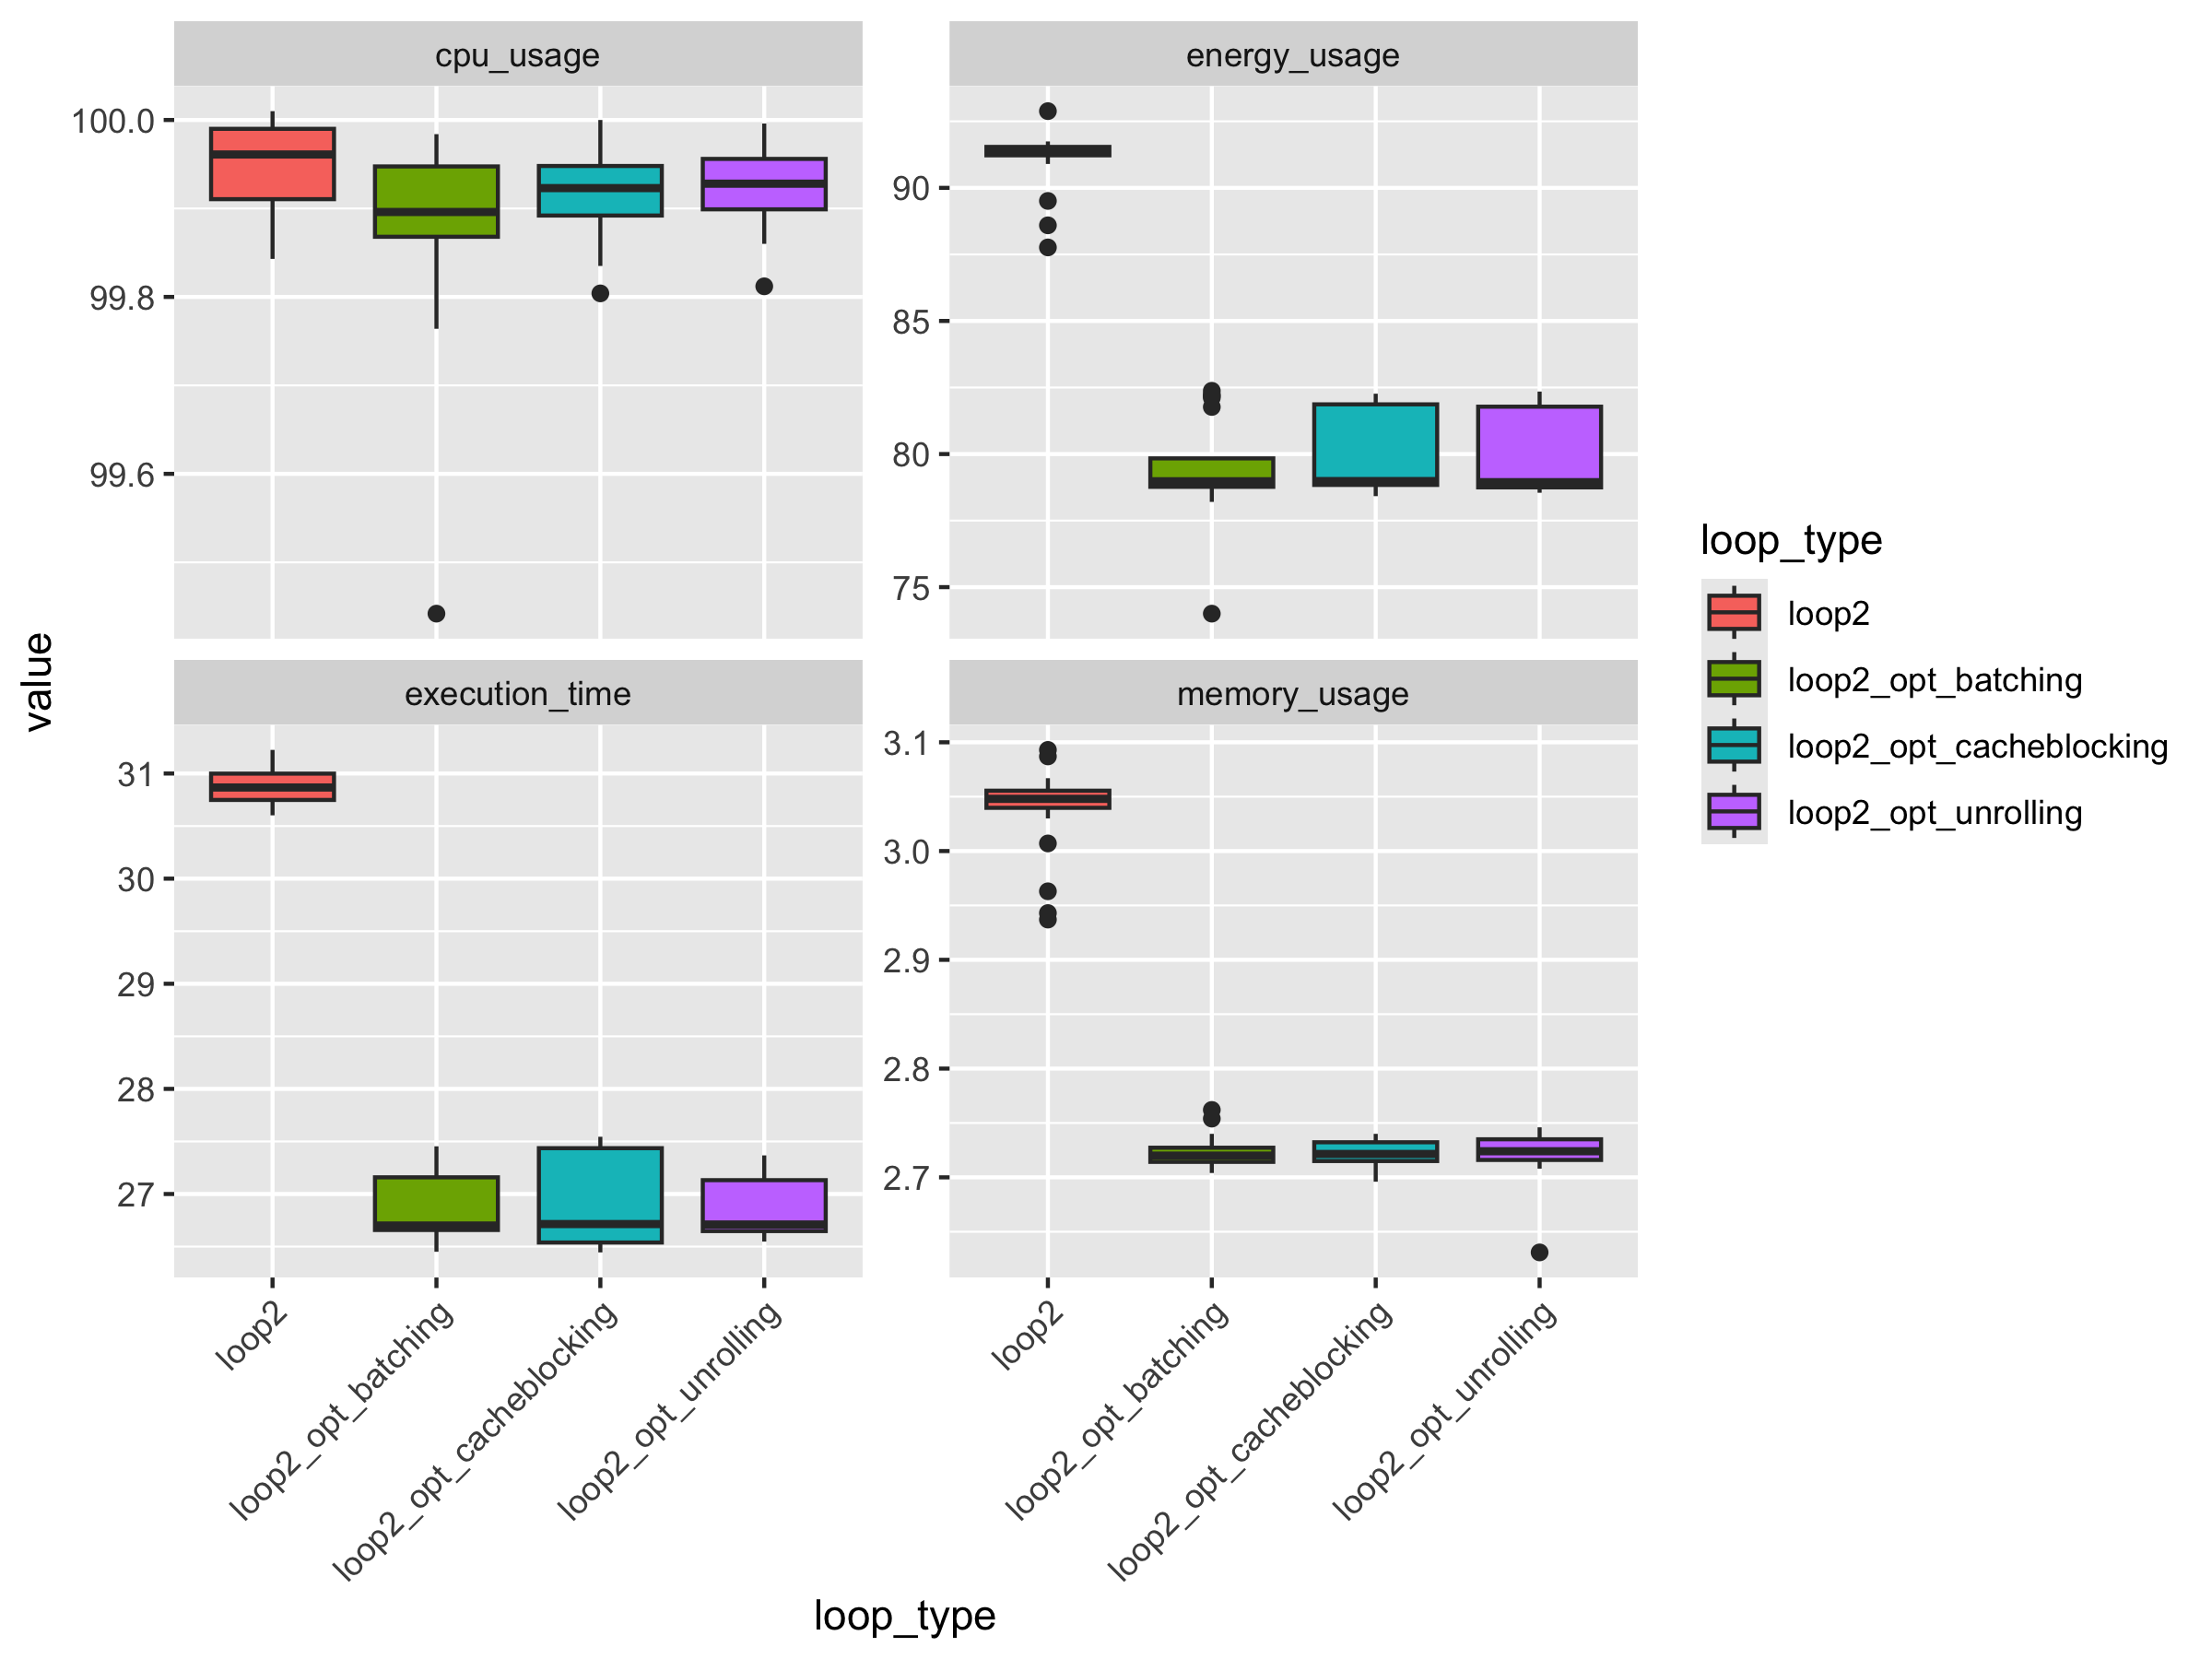 cpu_usage
energy_usage
100.0
99.8
99.6
90
85
80
75
value
execution_time
memory_usage
31
30
29
28
27
3.1
3.0
2.9
2.8
2.7
loop2
loop2_opt_batching
loop2_opt_cacheblocking
loop2_opt_unrolling
loop2
loop2_opt_batching
loop2_opt_cacheblocking
loop2_opt_unrolling
loop_type
loop_type
loop2
loop2_opt_batching
loop2_opt_cacheblocking
loop2_opt_unrolling